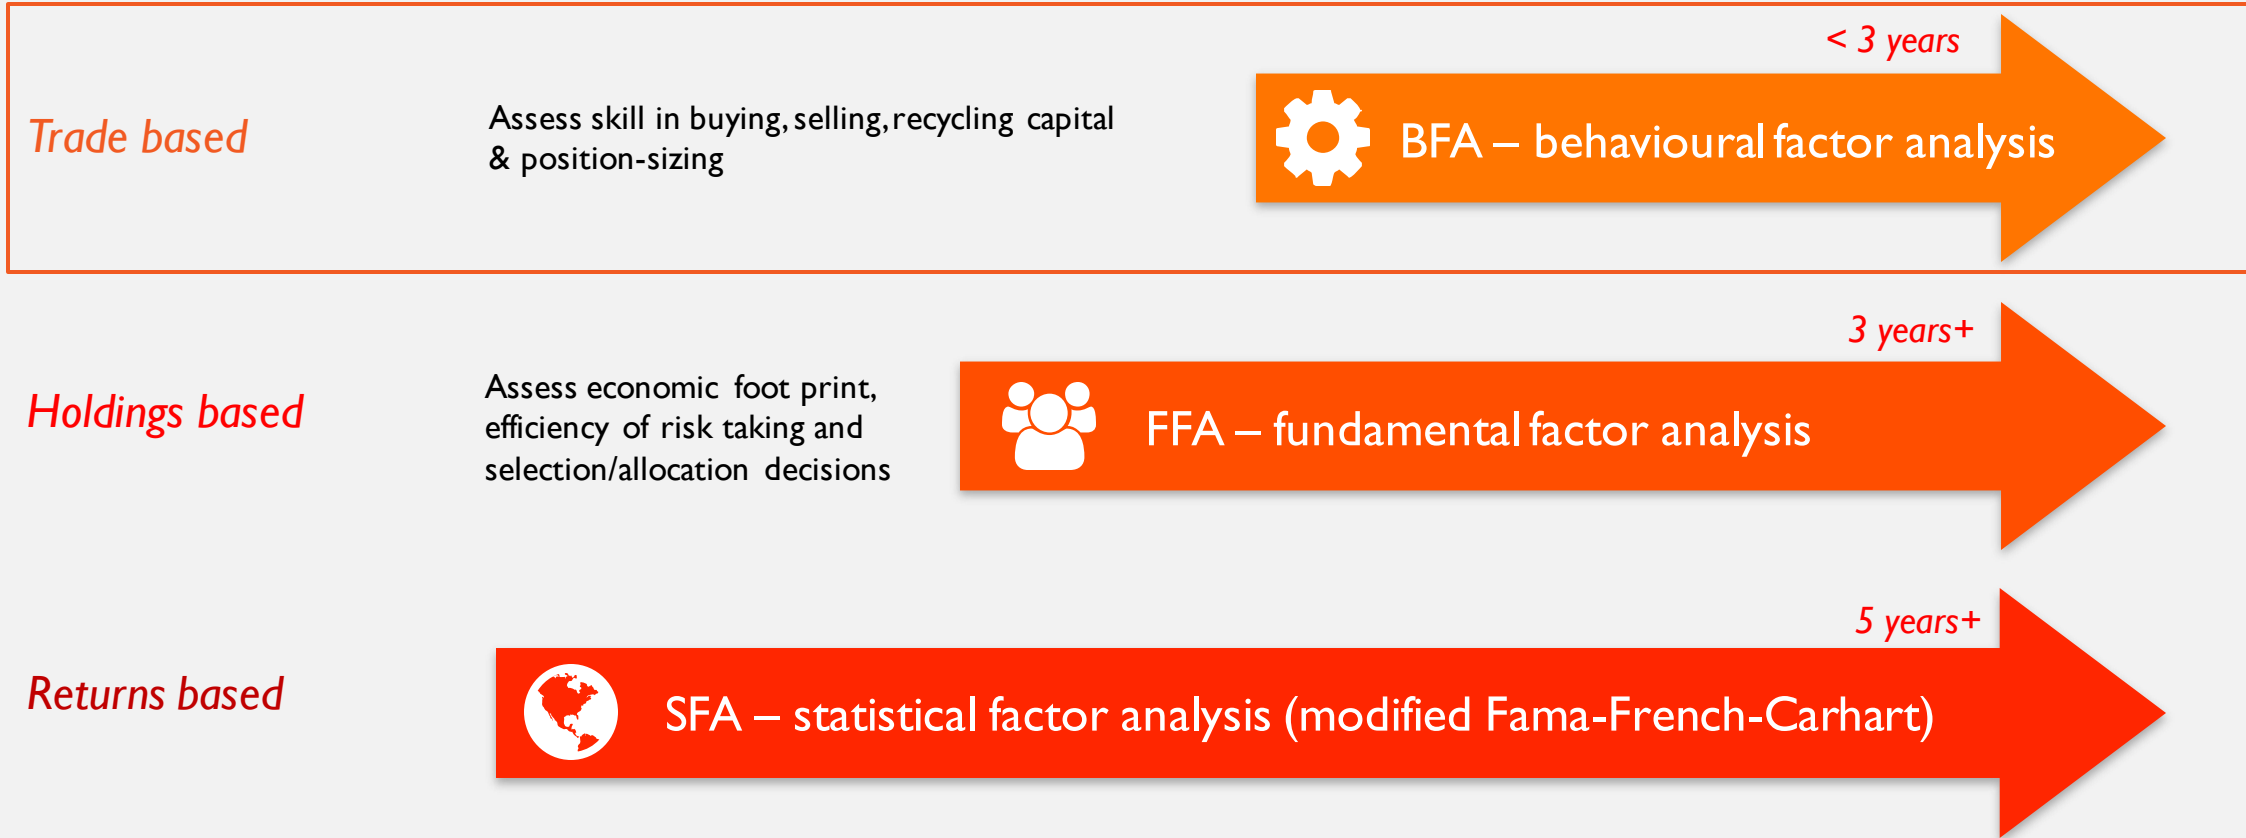 < 3 years
Trade based
Assess skill in buying, selling, recycling capital
& position-sizing
BFA – behavioural factor analysis
3 years+
Holdings based
Assess economic foot print,
efficiency of risk taking and
selection/allocation decisions
FFA – fundamental factor analysis
5 years+
Returns based
SFA – statistical factor analysis (modified Fama-French-Carhart)